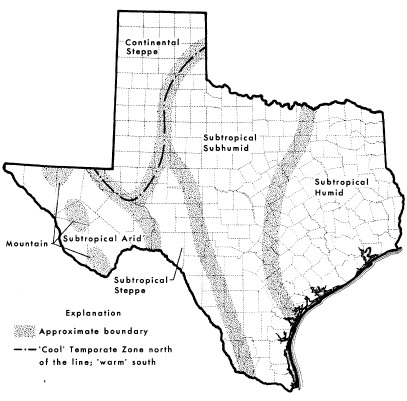 Continental
Steppe
Subtropical
Subhumid
Subtropical
Humid
Mountain
Subtropical Arid
Subtropical
Steppe
Explanation
Approximate boundary
'Cool' Temperate Zone north
of the line; 'warm' south